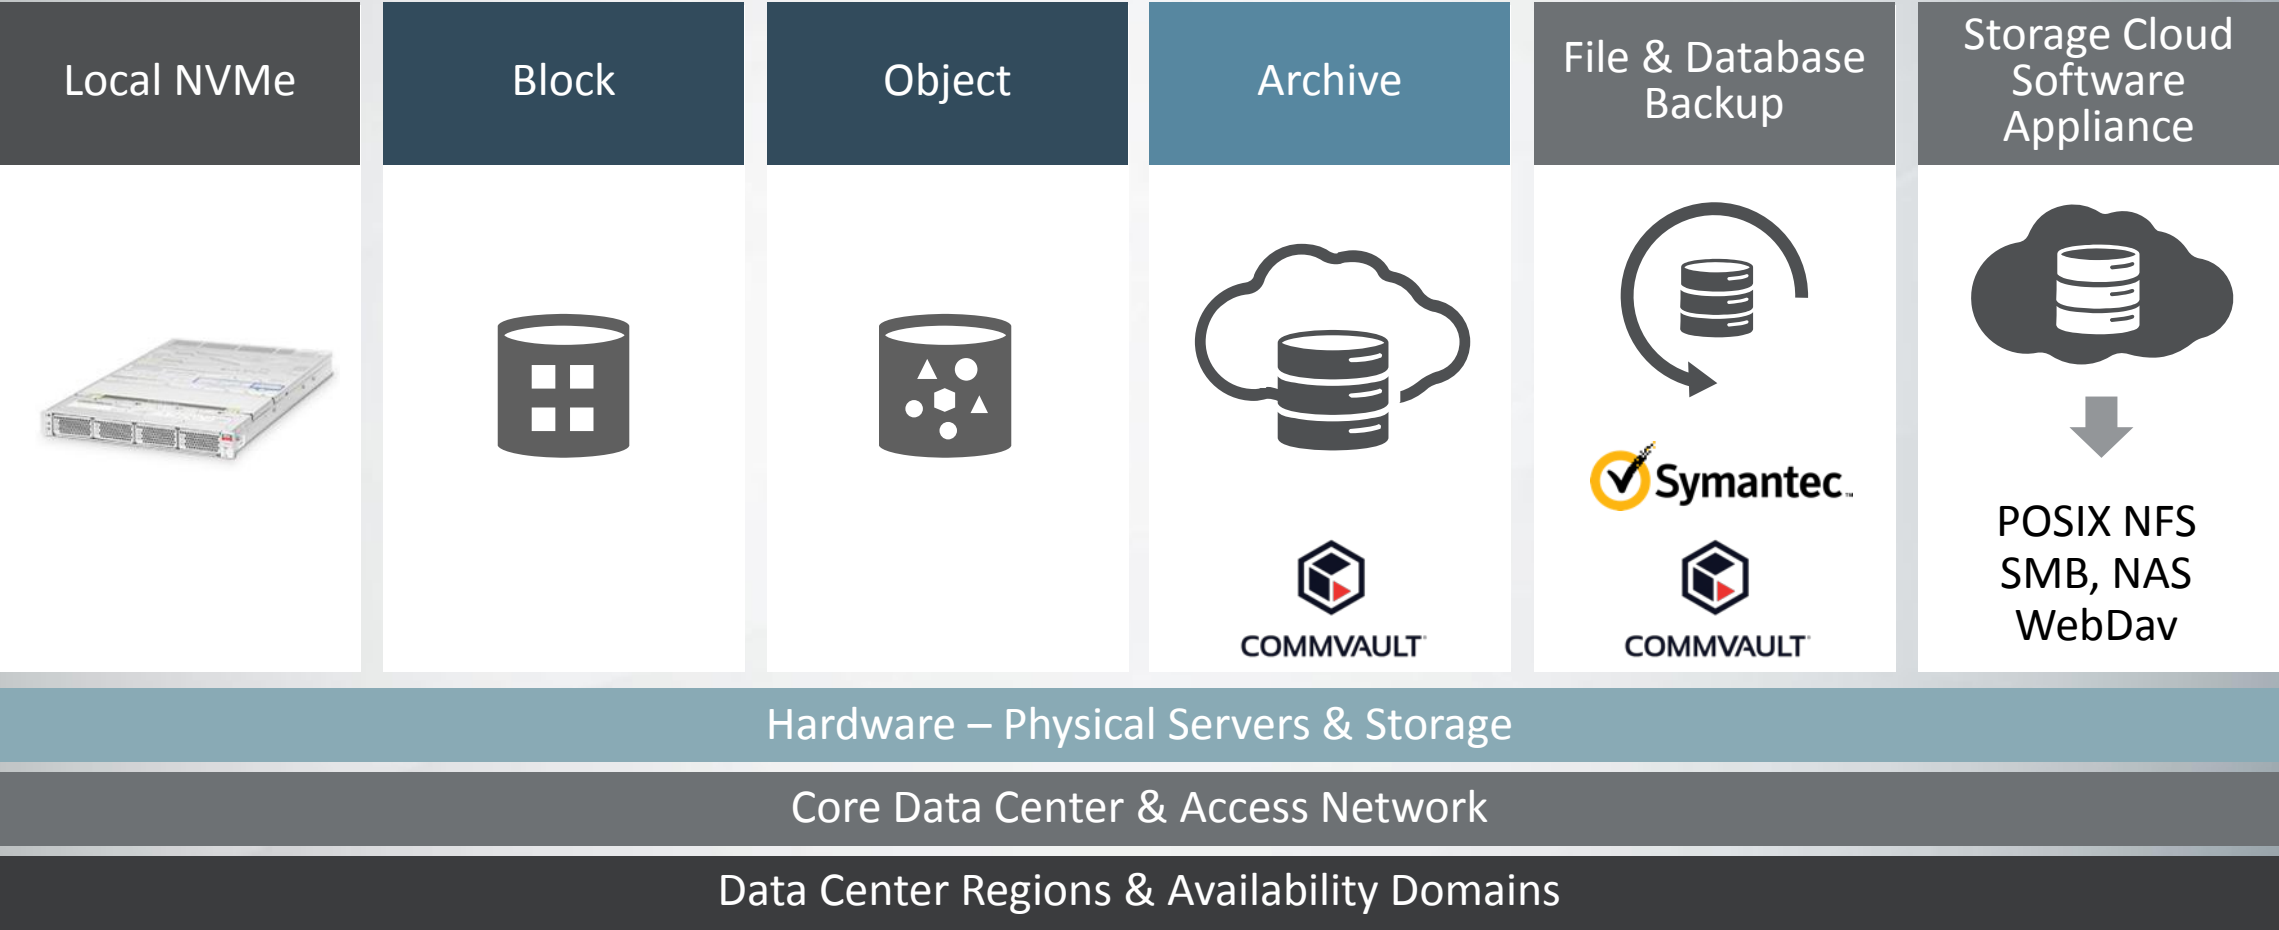 Local NVMe
Block
Object
Archive
File & Database
Backup
Storage Cloud
Software
Appliance
Symantec™
COMMVAULT
COMMVAULT
POSIX NFS
SMB, NAS
WebDav
Hardware – Physical Servers & Storage
Core Data Center & Access Network
Data Center Regions & Availability Domains